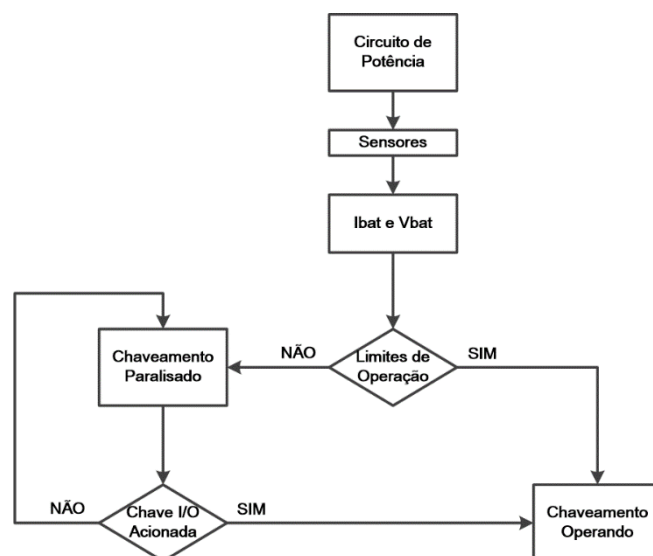 Circuito de
Potência
Sensores
Ibat e Vbat
NÃO
Limites de
Operação
SIM
Chaveamento
Paralisado
NÃO
Chave I/O
Acionada
SIM
Chaveamento
Operando